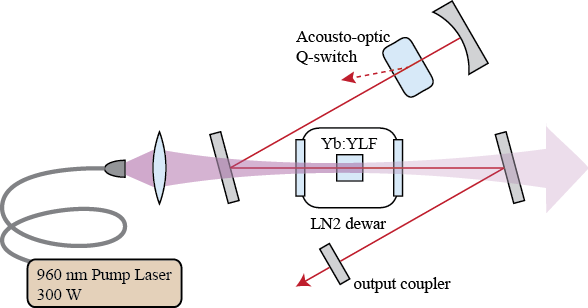 Acousto-optic
Q-switch
Yb:YLF
LN2 dewar
output coupler
960 nm Pump Laser
300 W